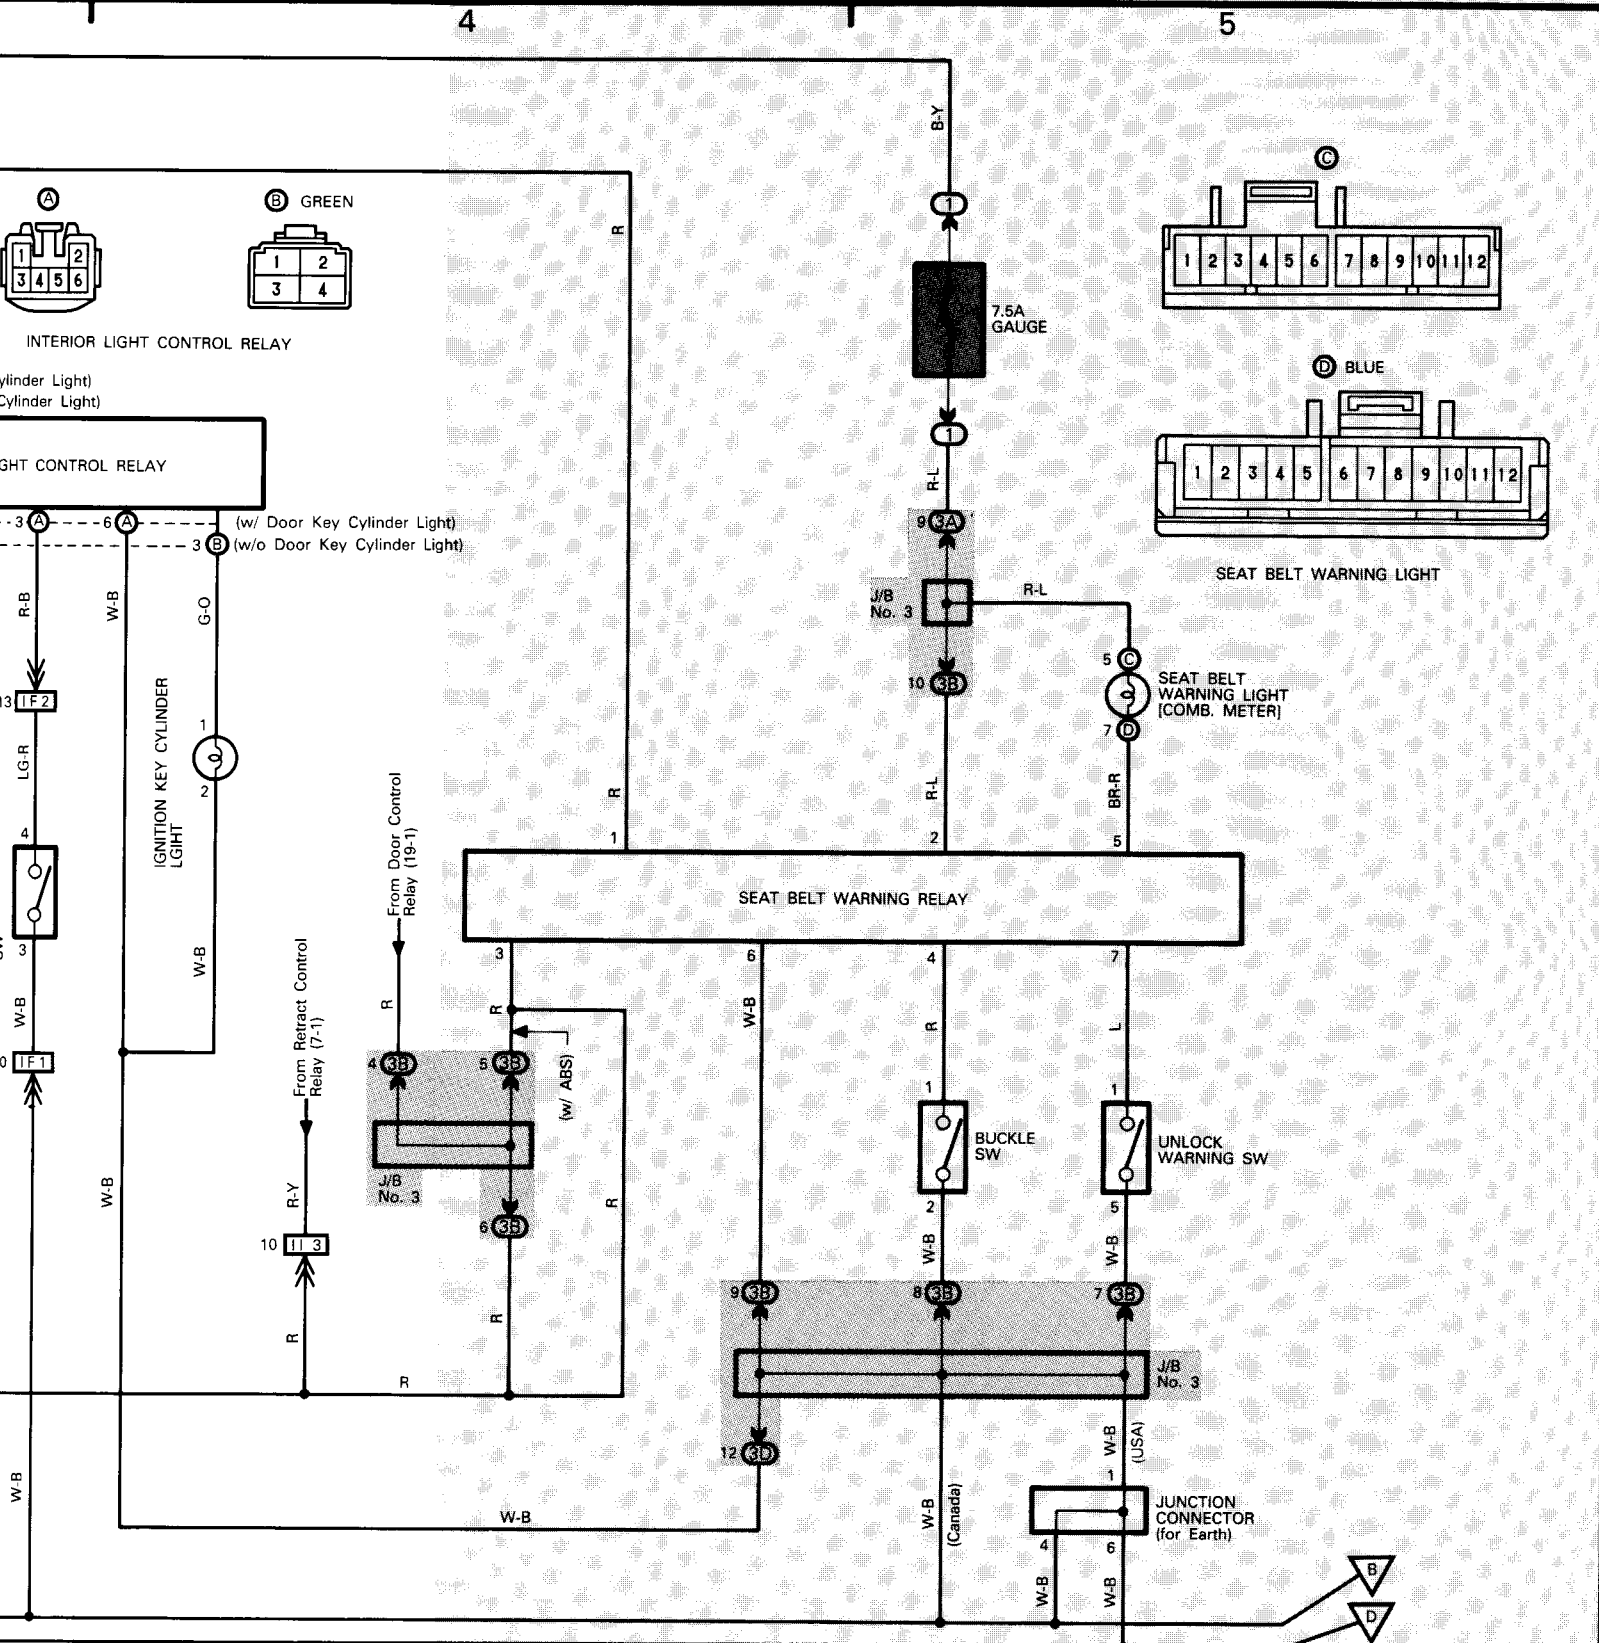 4
5
B-Y
C
1
A
B GREEN
R
1 2
3 4 5 6
1 2
3 4
1 2 3 4 5 6 7 8 9 10 11 12
7.5A
GAUGE
INTERIOR LIGHT CONTROL RELAY
D BLUE
ylinder Light)
Cylinder Light)
1
GHT CONTROL RELAY
R-L
1 2 3 4 5 6 7 8 9 10 11 12
3 A
6 A
(w/ Door Key Cylinder Light)
9 3A
3 B
(w/o Door Key Cylinder Light)
SEAT BELT WARNING LIGHT
R-B
W-B
G-O
J/B
No. 3
R-L
5 C
13 IF2
10 3B
SEAT BELT
WARNING LIGHT
[COMB. METER]
IGNITION KEY CYLINDER
LGIHT
1
7 D
LG-R
2
R
R-L
BR-R
4
From Door Control
Relay (19-1)
1
2
5
SEAT BELT WARNING RELAY
3
3
6
4
7
W-B
W-B
From Retract Control
Relay (7-1)
R
R
W-B
R
L
0 IF1
4 3B
5 3B
(w/ ABS)
1
1
BUCKLE
SW
UNLOCK
WARNING SW
J/B
No. 3
W-B
R-Y
R
2
5
6 3B
10 II3
W-B
W-B
9 3B
8 3B
7 3B
R
R
J/B
No. 3
R
W-B
(USA)
12 3D
W-B
1
W-B
W-B
(Canada)
JUNCTION
CONNECTOR
(for Earth)
4
6
W-B
W-B
B
D